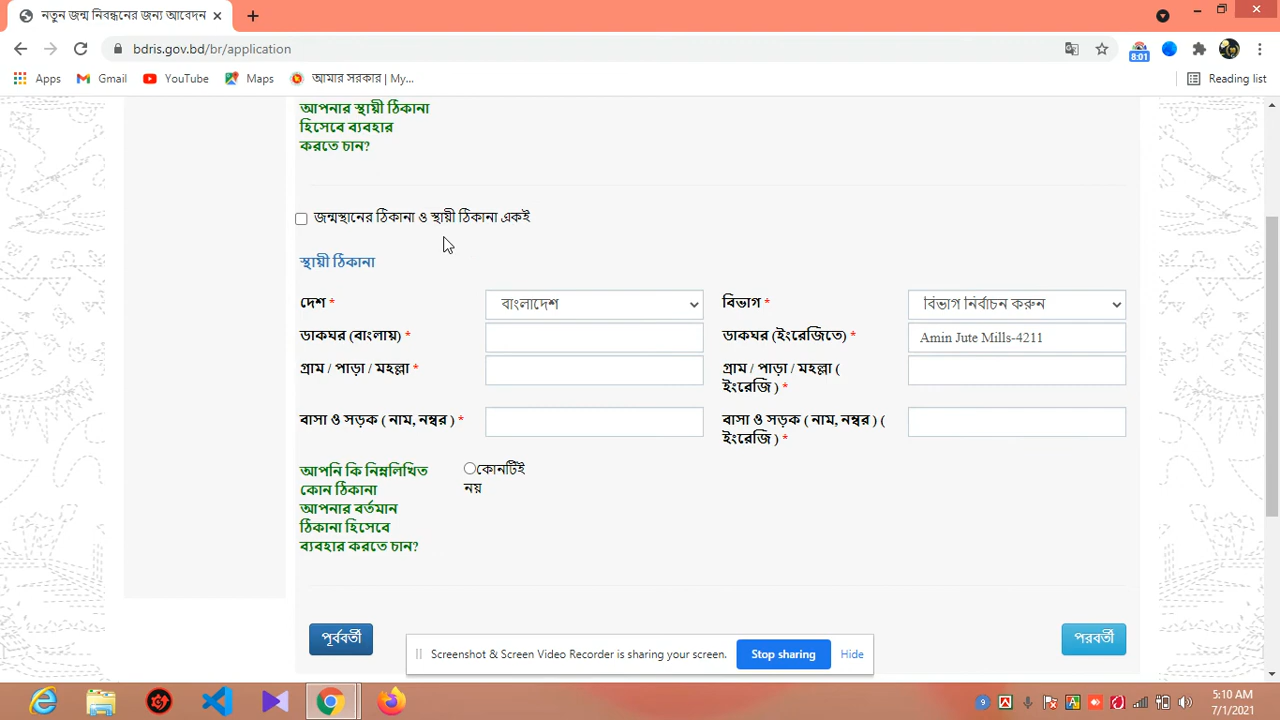 নতুন জন্ম নিবন্ধনের জন্য আবেদন
bdris.gov.bd/br/application
8:01
Apps Gmail YouTube Maps আমার সরকার | My... Reading list
আপনার স্থায়ী ঠিকানা
হিসেবে ব্যবহার
করতে চান?
জন্মস্থানের ঠিকানা ও স্থায়ী ঠিকানা একই
স্থায়ী ঠিকানা
দেশ * বাংলাদেশ বিভাগ * বিভাগ নির্বাচন করুন
ডাকঘর (বাংলায়) * ডাকঘর (ইংরেজিতে) * Amin Jute Mills-4211
গ্রাম / পাড়া / মহল্লা * গ্রাম / পাড়া / মহল্লা (
ইংরেজি ) *
বাসা ও সড়ক ( নাম, নম্বর ) * বাসা ও সড়ক ( নাম, নম্বর ) (
ইংরেজি ) *
আপনি কি নিম্নলিখিত
কোন ঠিকানা
আপনার বর্তমান
ঠিকানা হিসেবে
ব্যবহার করতে চান?
কোনটিই
নয়
পূর্ববর্তী
পরবর্তী
Screenshot & Screen Video Recorder is sharing your screen. Stop sharing Hide
5:10 AM
7/1/2021